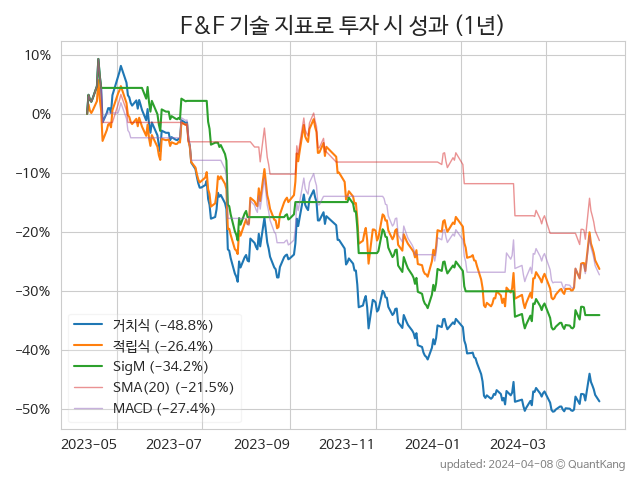 F&F 기술 지표로 투자 시 성과 (1년)
10%
0%
−10%
−20%
−30%
−40%
−50%
거치식 (−48.8%)
적립식 (−26.4%)
SigM (−34.2%)
SMA(20) (−21.5%)
MACD (−27.4%)
2023-05 2023-07 2023-09 2023-11 2024-01 2024-03
updated: 2024-04-08 © QuantKang